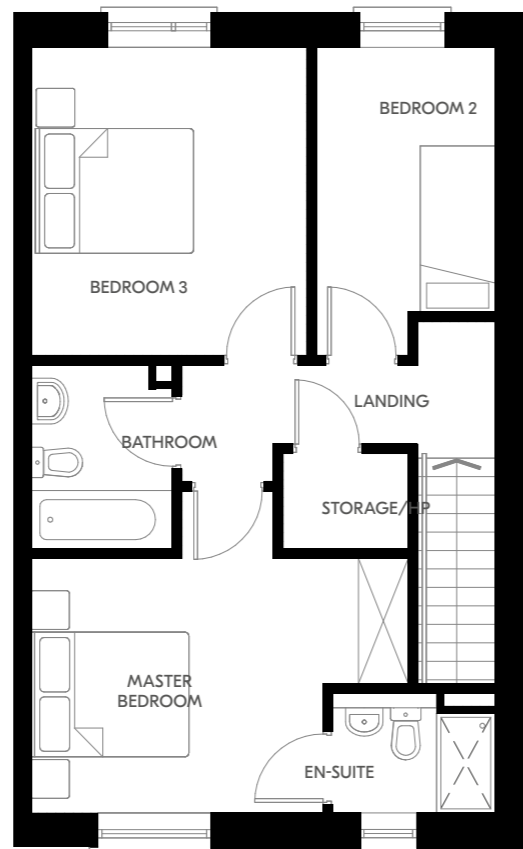 BEDROOM 2
BEDROOM 3
LANDING
BATHROOM
STORAGE/HP
MASTER
BEDROOM
EN-SUITE